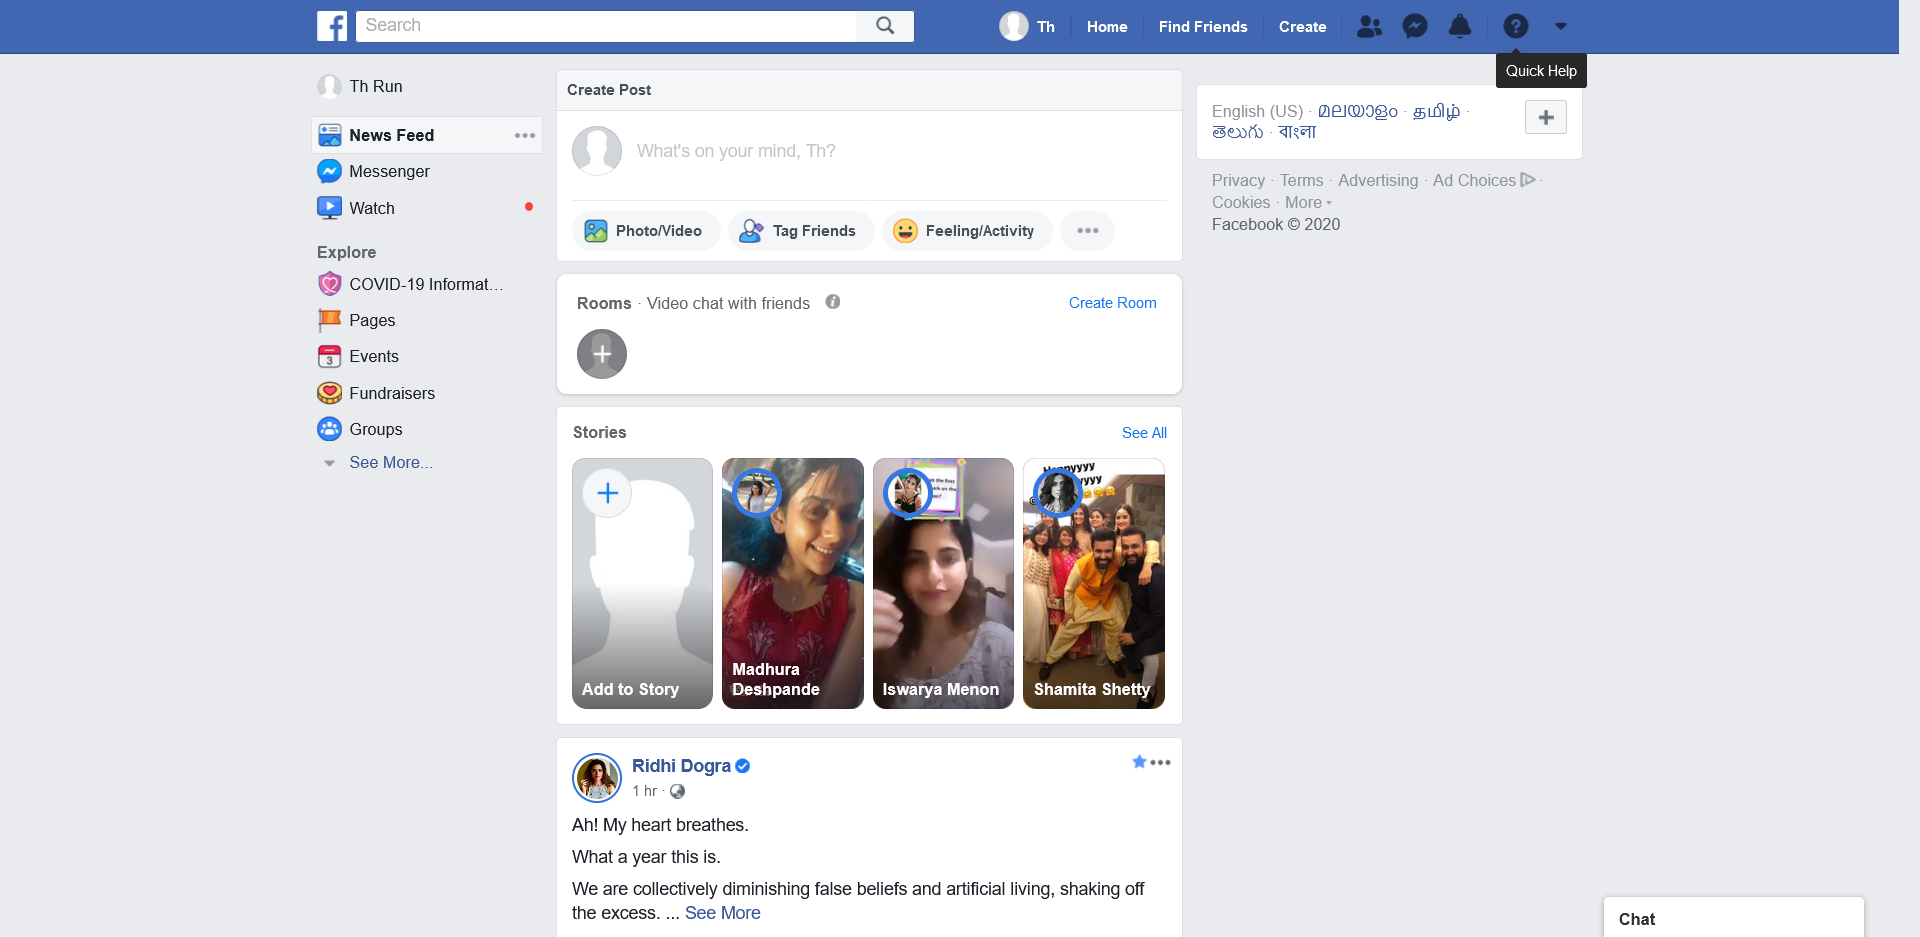 Search
Th
Home
Find Friends
Create
Quick Help
Th Run
News Feed
Messenger
Watch
Explore
COVID-19 Informat...
Pages
Events
3
Fundraisers
Groups
See More...
Create Post
What's on your mind, Th?
Photo/Video
Tag Friends
Feeling/Activity
Rooms · Video chat with friends
Create Room
Stories
See All
Add to Story
Madhura
Deshpande
Iswarya Menon
Shamita Shetty
Ridhi Dogra
1 hr ·
Ah! My heart breathes.
What a year this is.
We are collectively diminishing false beliefs and artificial living, shaking off
the excess. ... See More
English (US) · മലയാളം · தமிழ் ·
తెలుగు · বাংলা
Privacy · Terms · Advertising · Ad Choices ·
Cookies · More
Facebook © 2020
Chat